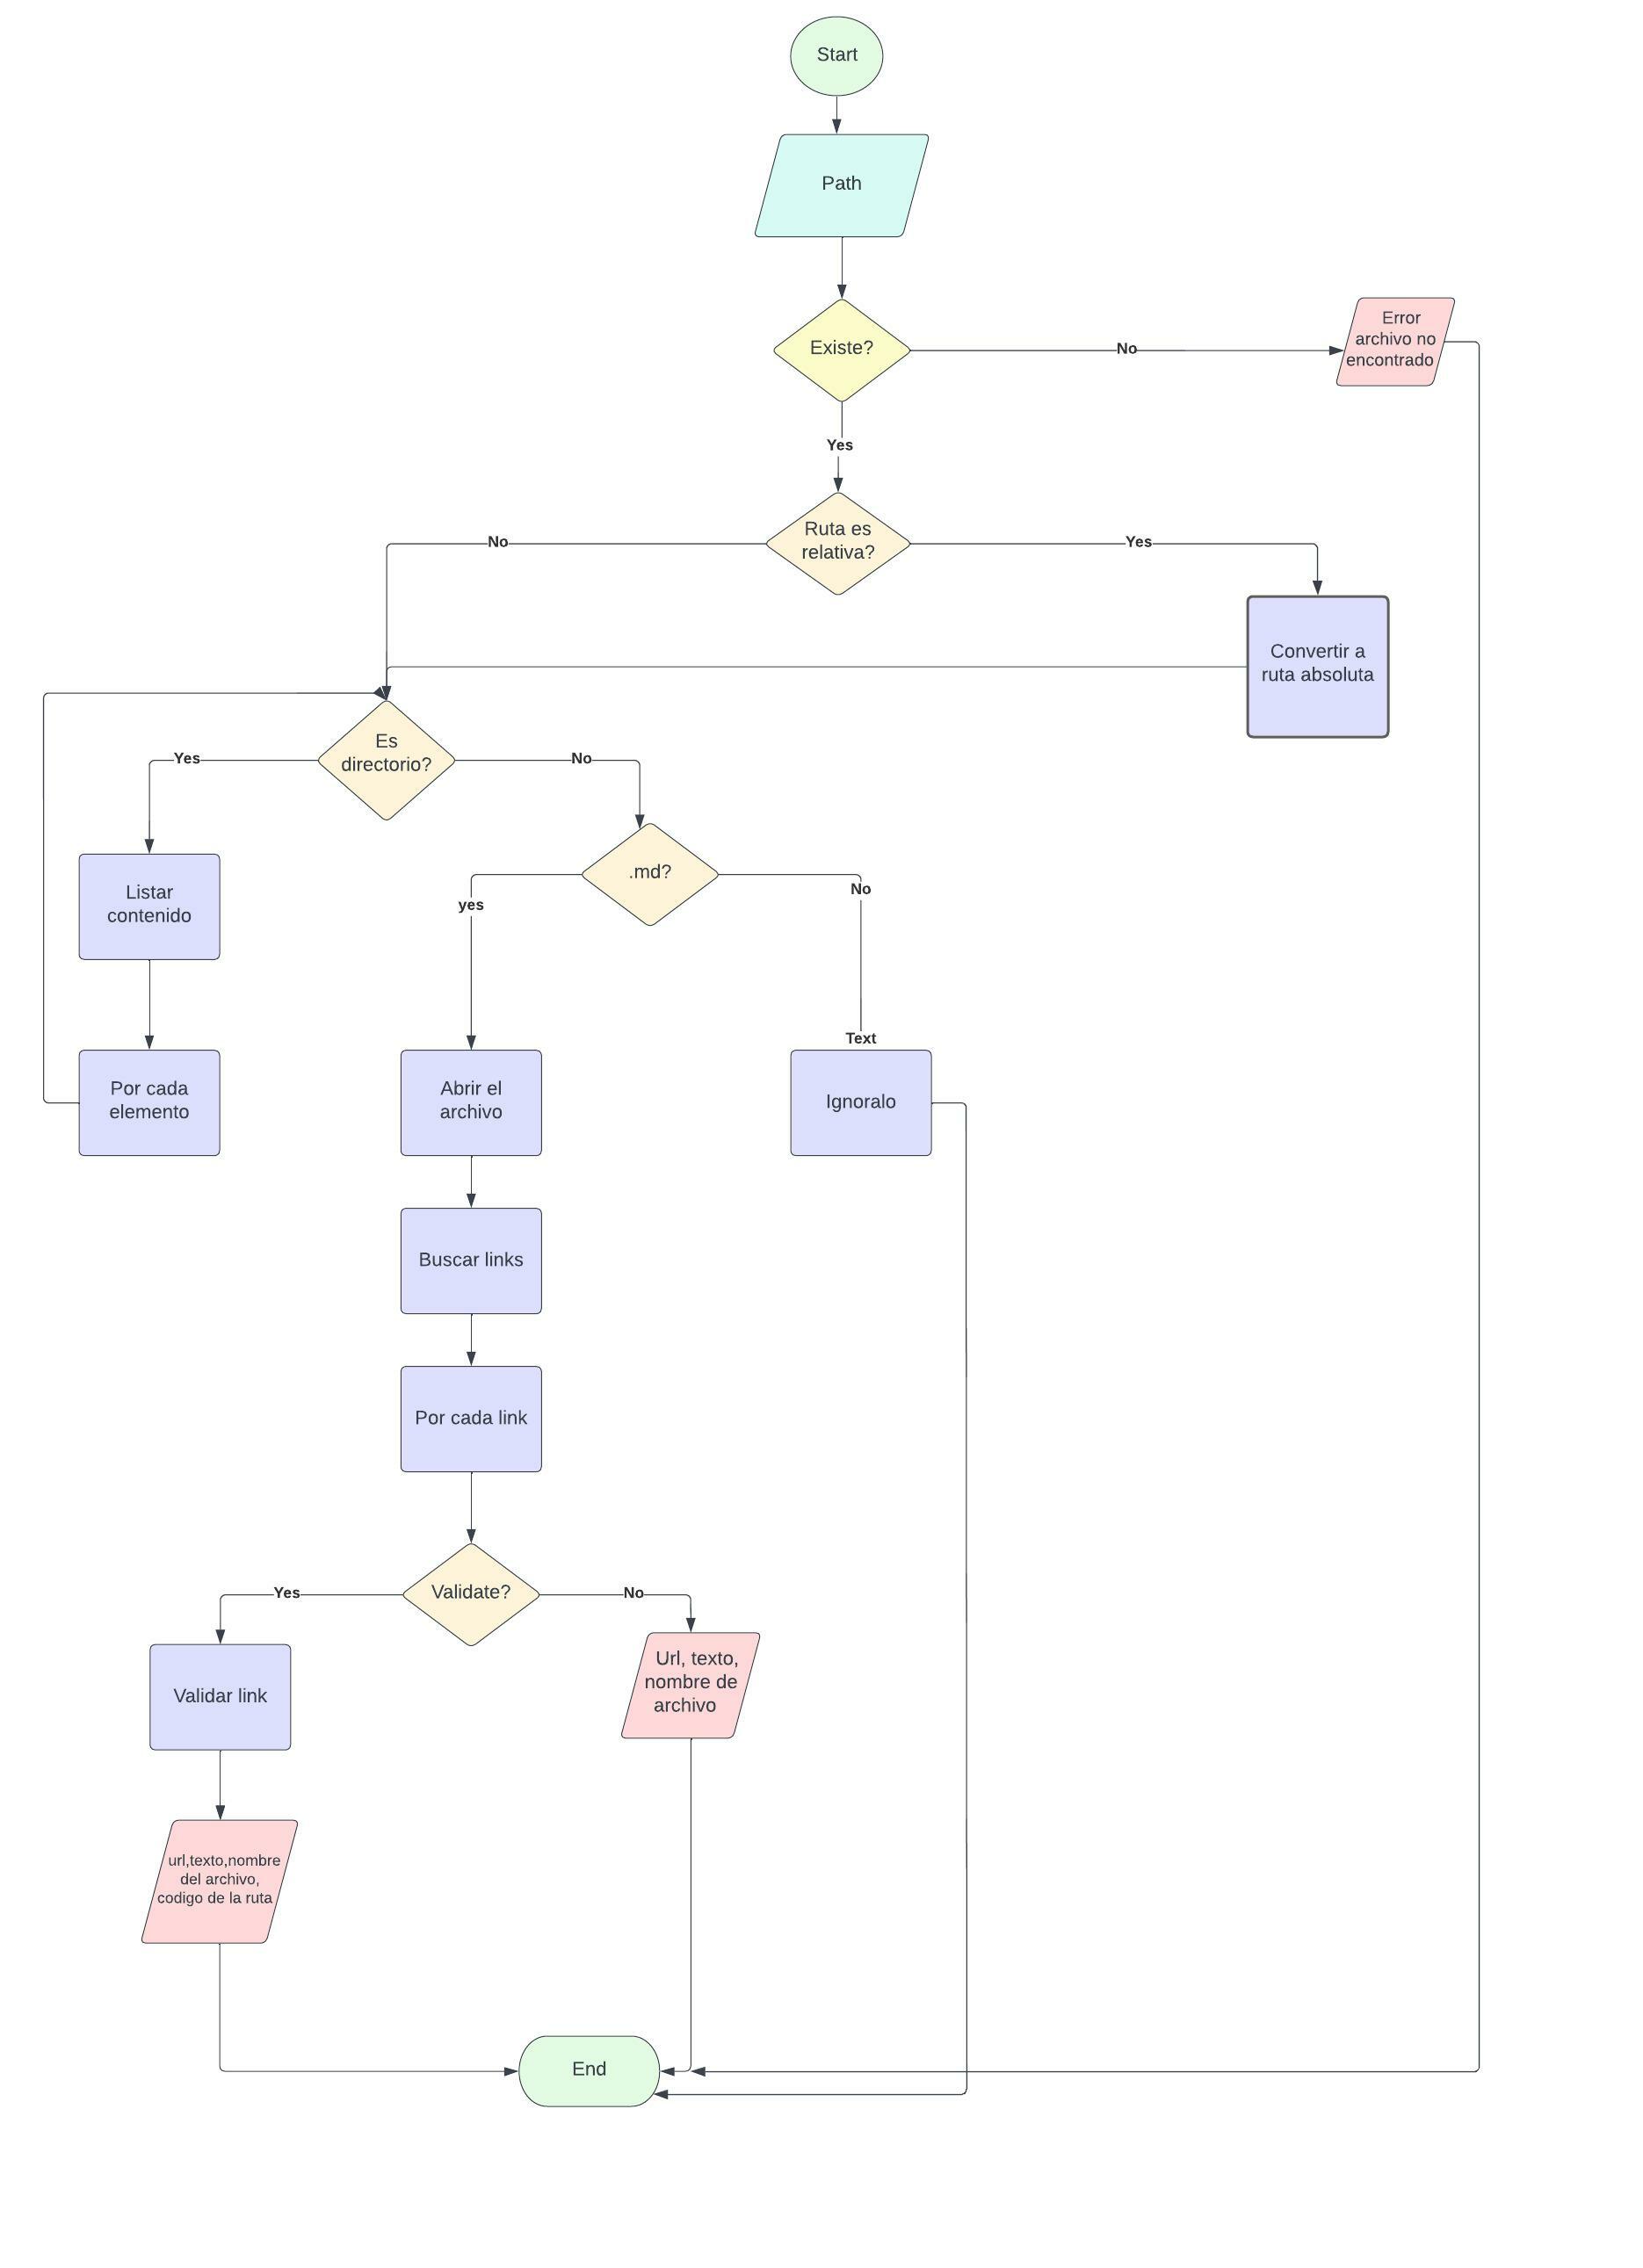 Start
Path
Existe?
No
Error
archivo no
encontrado
Yes
Ruta es
relativa?
No
Yes
Convertir a
ruta absoluta
Es
directorio?
Yes
No
.md?
yes
No
Listar
contenido
Text
Por cada
elemento
Abrir el
archivo
Ignoralo
Buscar links
Por cada link
Validate?
Yes
No
Url, texto,
nombre de
archivo
Validar link
url,texto,nombre
del archivo,
codigo de la ruta
End